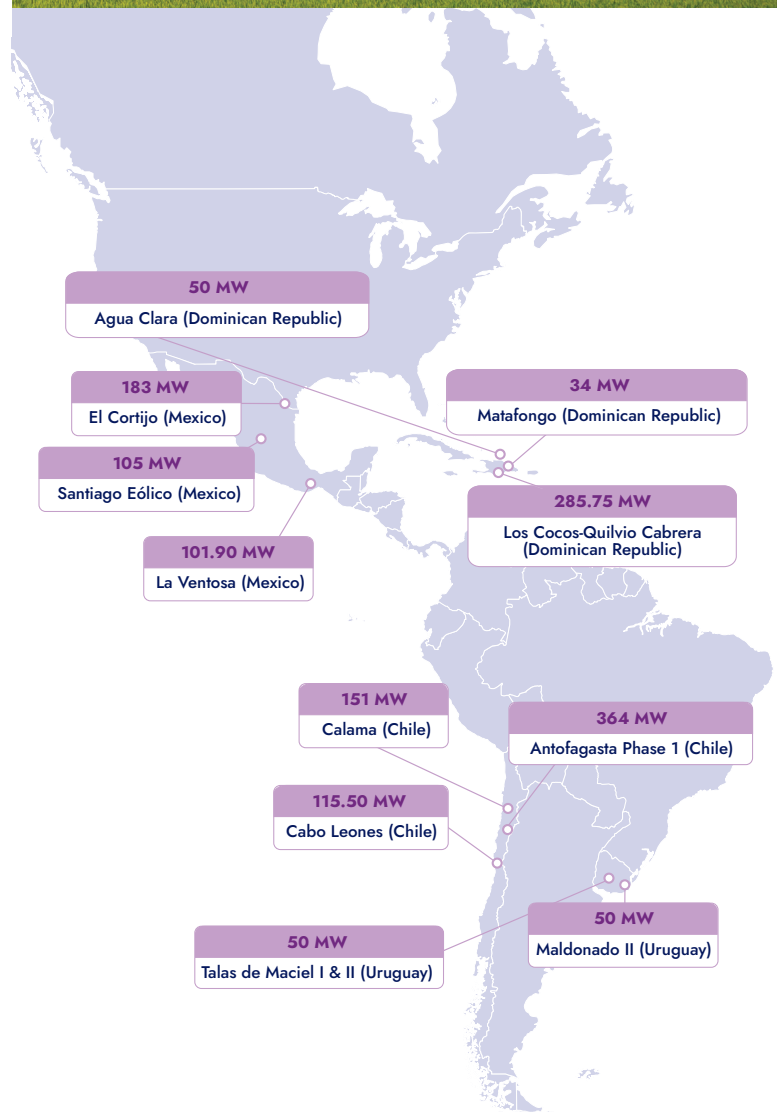 50 MW
Agua Clara (Dominican Republic)
183 MW
El Cortijo (Mexico)
34 MW
Matafongo (Dominican Republic)
105 MW
Santiago Eólico (Mexico)
285.75 MW
Los Cocos-Quilvio Cabrera
(Dominican Republic)
101.90 MW
La Ventosa (Mexico)
151 MW
Calama (Chile)
364 MW
Antofagasta Phase 1 (Chile)
115.50 MW
Cabo Leones (Chile)
50 MW
Maldonado II (Uruguay)
50 MW
Talas de Maciel I & II (Uruguay)